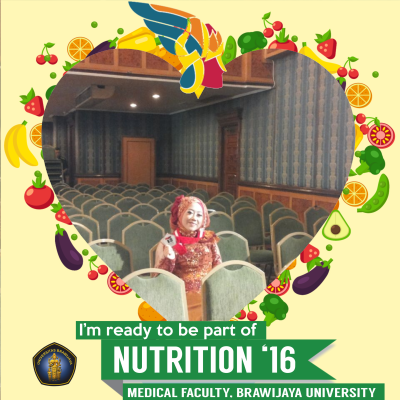 I'm ready to be part of
NUTRITION '16
MEDICAL FACULTY. BRAWIJAYA UNIVERSITY